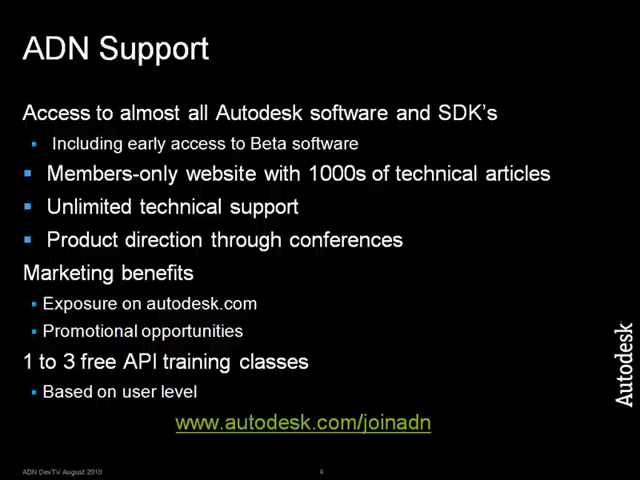 ADN Support
Access to almost all Autodesk software and SDK's
Including early access to Beta software
Members-only website with 1000s of technical articles
Unlimited technical support
Product direction through conferences
Marketing benefits
Exposure on autodesk.com
Promotional opportunities
1 to 3 free API training classes
Based on user level
www.autodesk.com/joinadn
Autodesk
ADN DevTV August 2010
8